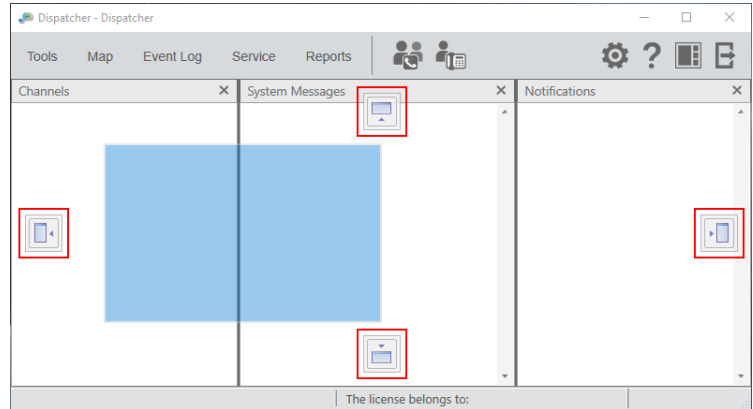 Dispatcher - Dispatcher
Tools Map Event Log Service Reports
Channels System Messages Notifications
The license belongs to: